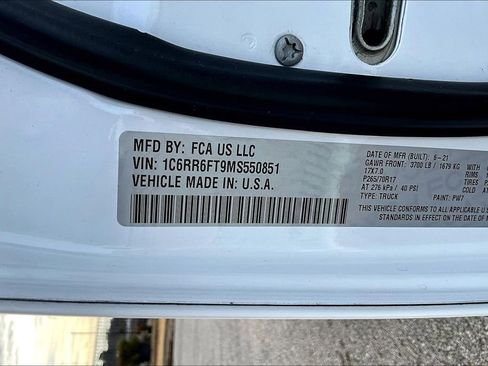 MFD BY: FCA US LLC
VIN: 1C6RR6FT9MS550851
VEHICLE MADE IN: U.S.A.
DATE OF MFR (BUILT): 6-21
GAWR FRONT: 3700 LB / 1679 KG WITH
17X7.0 RIMS
P265/70R17 TIRES
AT 276 kPa / 40 PSI COLD AT
TYPE: TRUCK PAINT: PW7
THIS VEHICLE CONFORMS TO ALL APPLICABLE
STANDARDS IN EFFECT ON THE DATE OF M